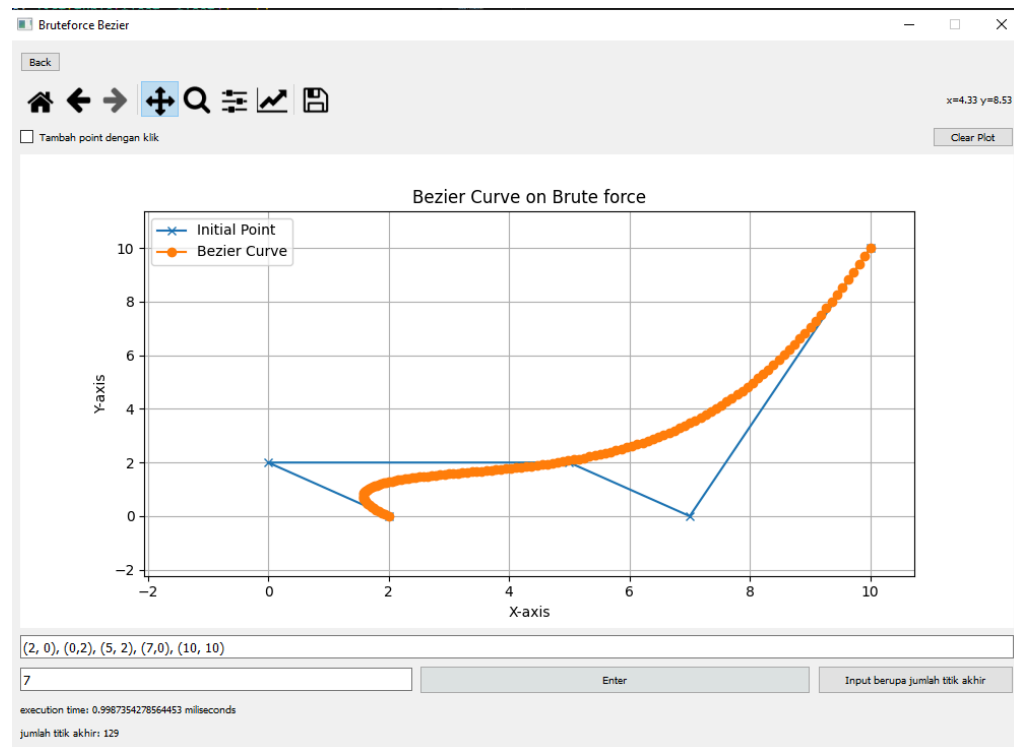 Bruteforce Bezier
Back
x=4.33 y=8.53
Tambah point dengan klik
Clear Plot
Bezier Curve on Brute force
Initial Point
Bezier Curve
10
8
6
4
2
0
−2
Y-axis
−2 0 2 4 6 8 10
X-axis
(2, 0), (0,2), (5, 2), (7,0), (10, 10)
7
Enter
Input berupa jumlah titik akhir
execution time: 0.9987354278564453 miliseconds
jumlah titik akhir: 129